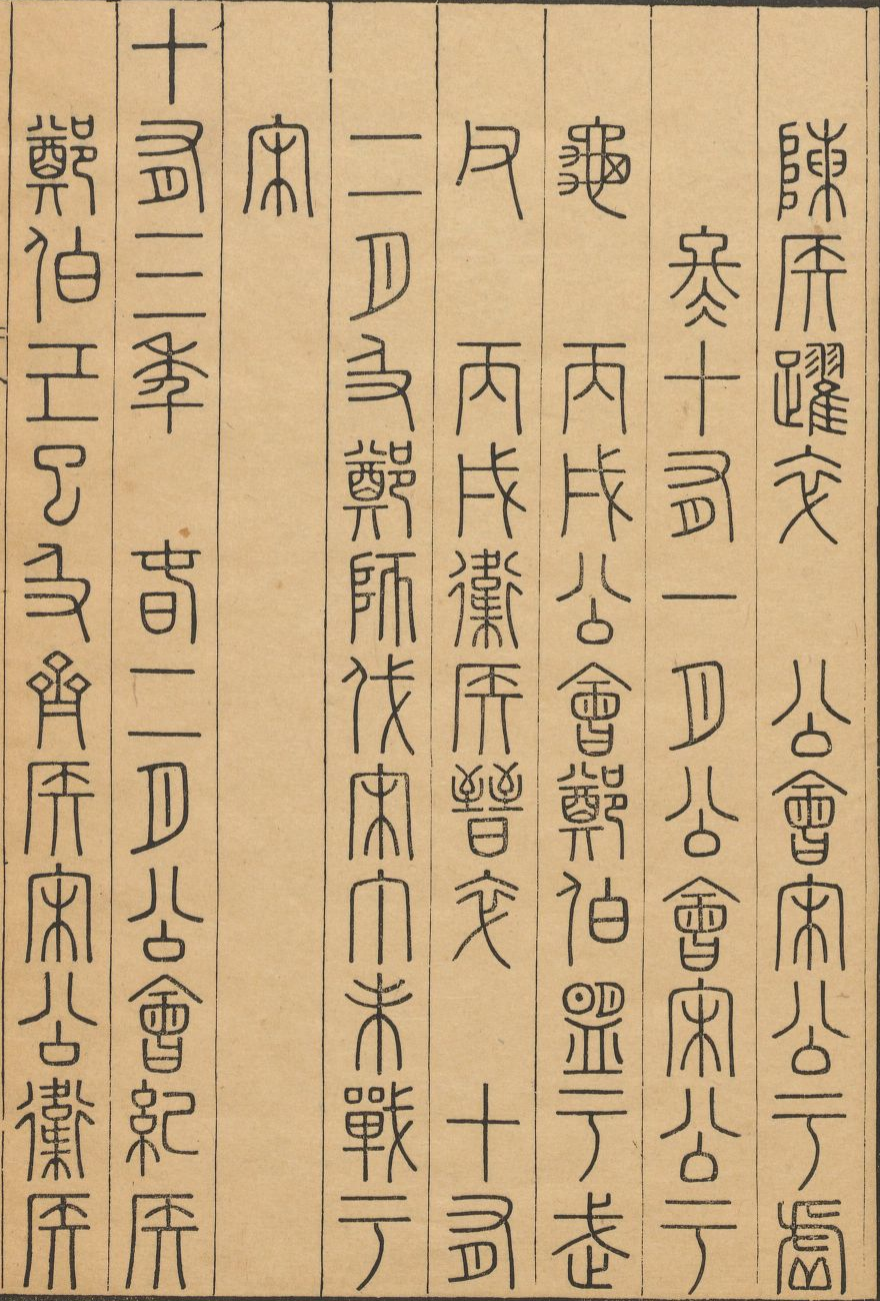 陳侯躍卒　公會宋公于虛
冬十有一月公會宋公于
龜　丙戌公會鄭伯盟于武
父　丙戌衛侯晉卒　十有
二月及鄭師伐宋丁未戰于
宋
十有三年　春二月公會紀侯
鄭伯己巳及齊侯宋公衛侯